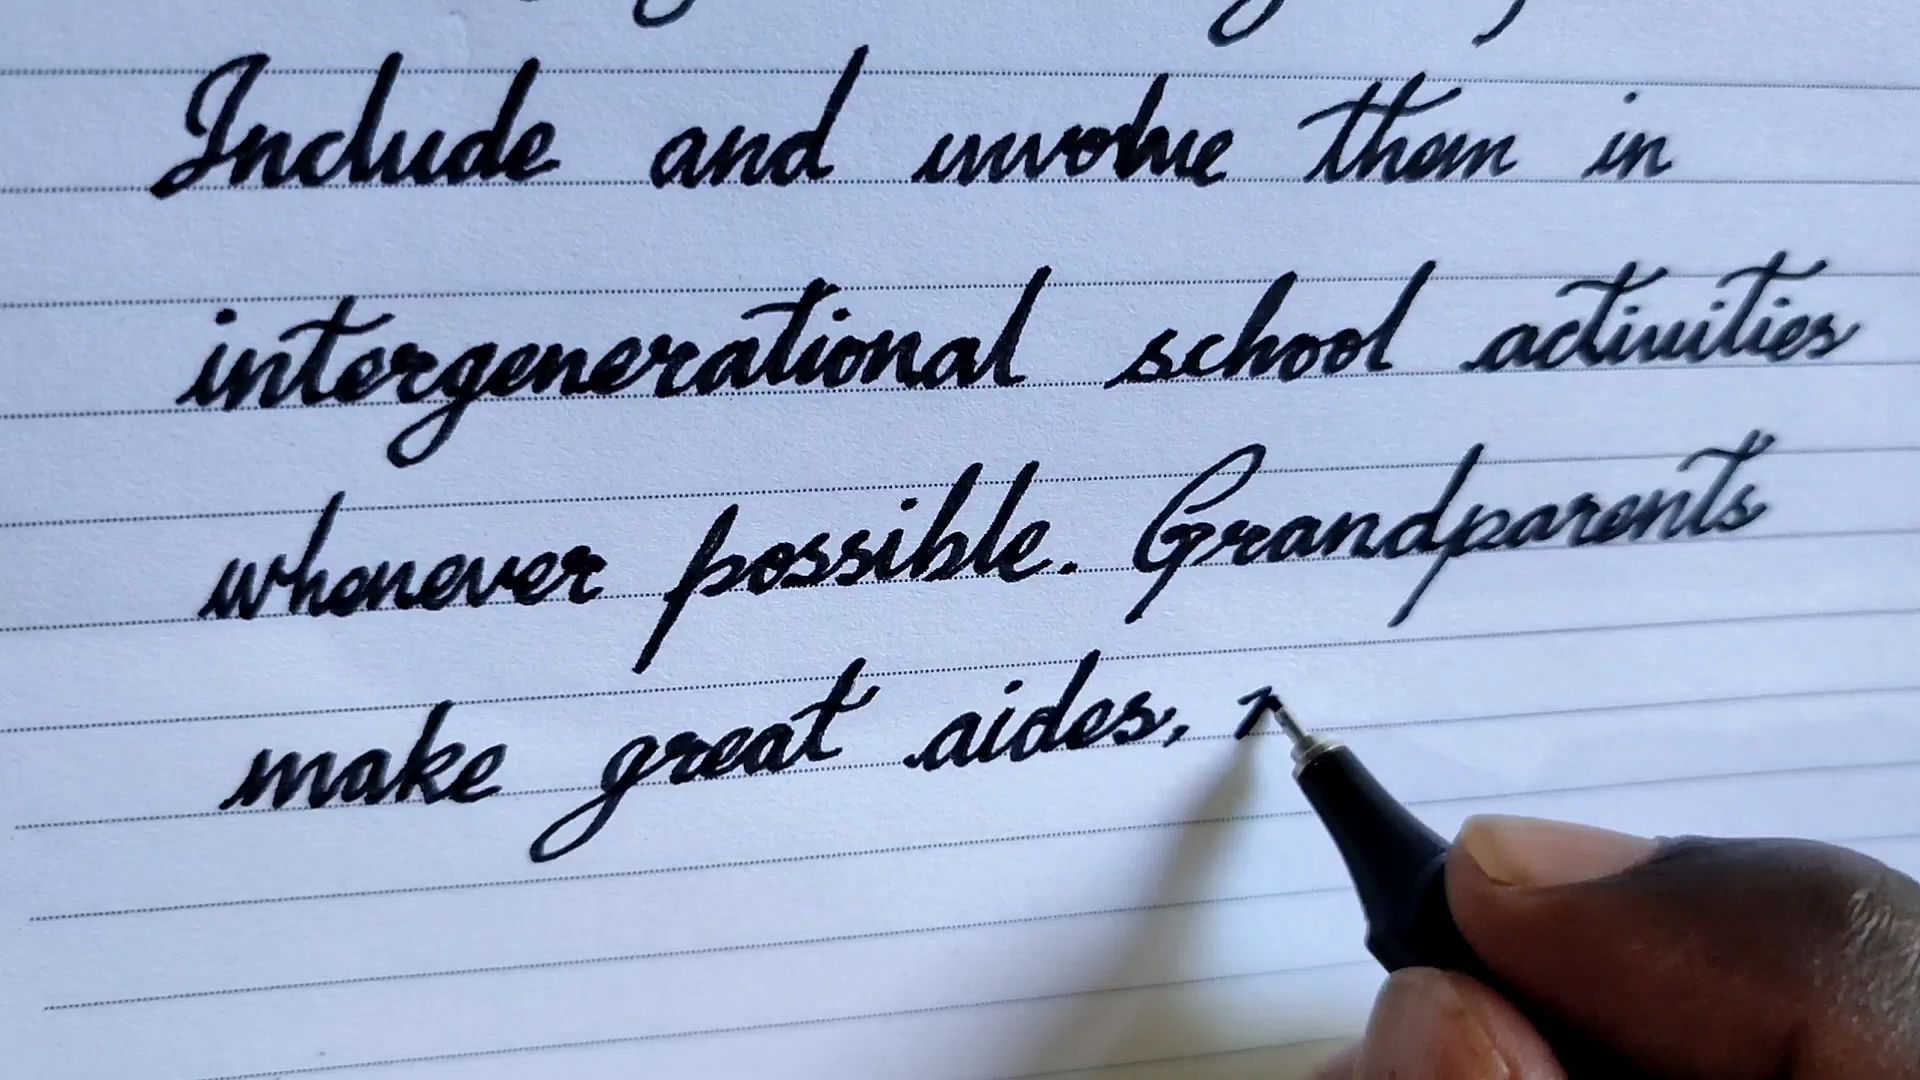 Include and involve them in
intergenerational school activities
whenever possible. Grandparents
make great aides,